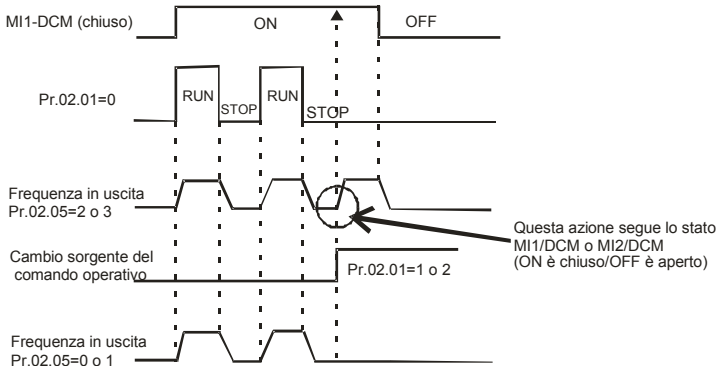 MI1-DCM (chiuso)
ON
OFF
Pr.02.01=0
RUN
STOP
RUN
STOP
Frequenza in uscita
Pr.02.05=2 o 3
Questa azione segue lo stato
MI1/DCM o MI2/DCM
(ON è chiuso/OFF è aperto)
Cambio sorgente del
comando operativo
Pr.02.01=1 o 2
Frequenza in uscita
Pr.02.05=0 o 1